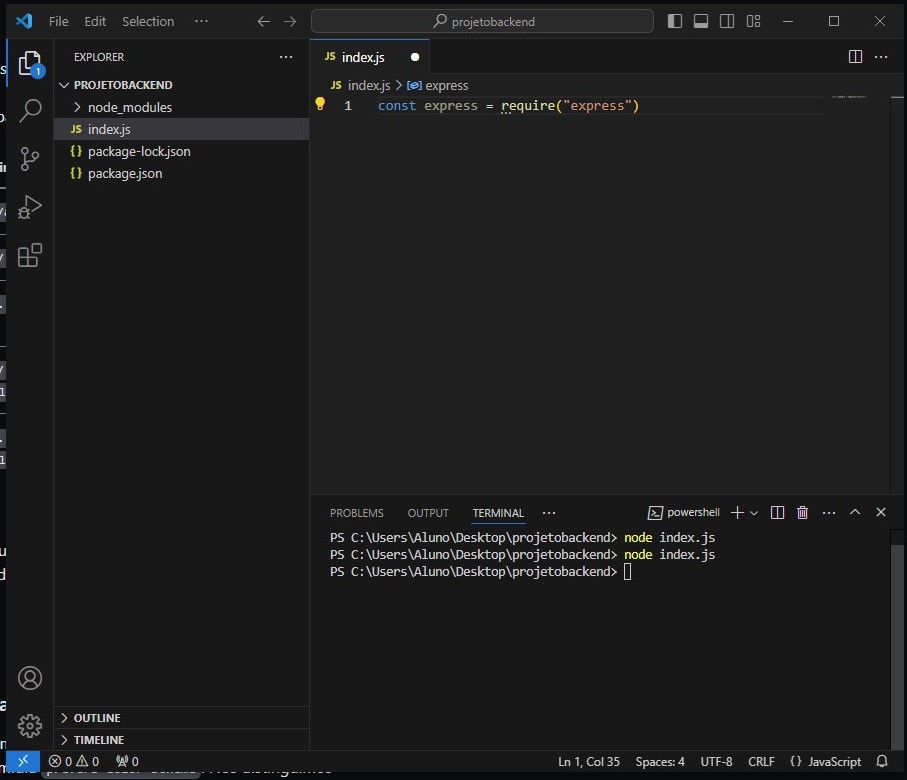 File Edit Selection ··· projetobackend
EXPLORER ···
PROJETOBACKEND
node_modules
JS index.js
{} package-lock.json
{} package.json
OUTLINE
TIMELINE
1
JS index.js
JS index.js > express
1 const express = require("express")
PROBLEMS OUTPUT TERMINAL ··· powershell
PS C:\Users\Aluno\Desktop\projetobackend> node index.js
PS C:\Users\Aluno\Desktop\projetobackend> node index.js
PS C:\Users\Aluno\Desktop\projetobackend>
0 0 0 Ln 1, Col 35 Spaces: 4 UTF-8 CRLF {} JavaScript